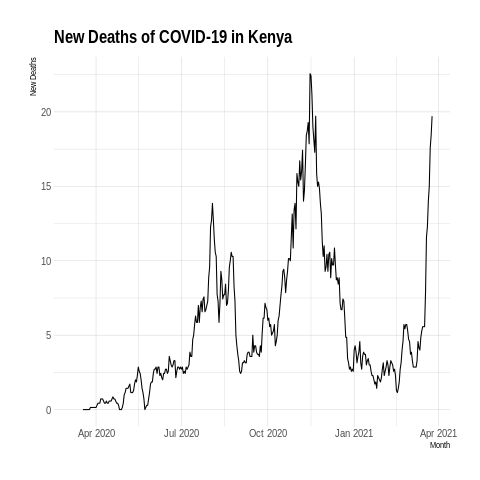 New Deaths of COVID-19 in Kenya
New Deaths
20
15
10
5
0
Apr 2020
Jul 2020
Oct 2020
Jan 2021
Apr 2021
Month